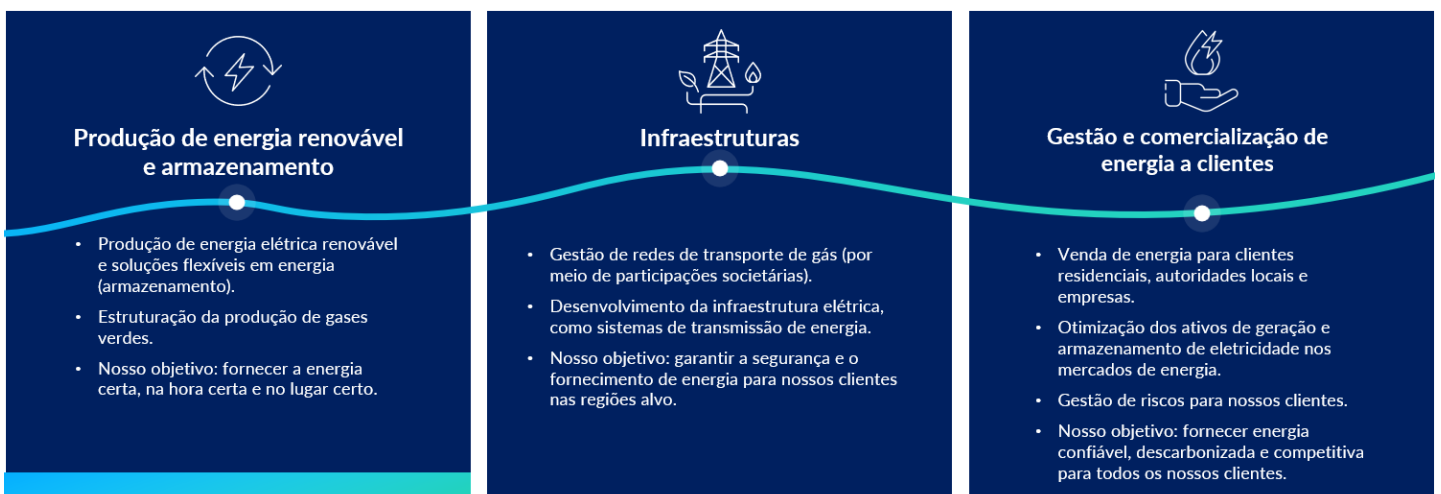 Produção de energia renovável
e armazenamento
• Produção de energia elétrica renovável
e soluções flexíveis em energia
(armazenamento).
• Estruturação da produção de gases
verdes.
• Nosso objetivo: fornecer a energia
certa, na hora certa e no lugar certo.
Infraestruturas
• Gestão de redes de transporte de gás (por
meio de participações societárias).
• Desenvolvimento da infraestrutura elétrica,
como sistemas de transmissão de energia.
• Nosso objetivo: garantir a segurança e o
fornecimento de energia para nossos clientes
nas regiões alvo.
Gestão e comercialização de
energia a clientes
• Venda de energia para clientes
residenciais, autoridades locais e
empresas.
• Otimização dos ativos de geração e
armazenamento de eletricidade nos
mercados de energia.
• Gestão de riscos para nossos clientes.
• Nosso objetivo: fornecer energia
confiável, descarbonizada e competitiva
para todos os nossos clientes.